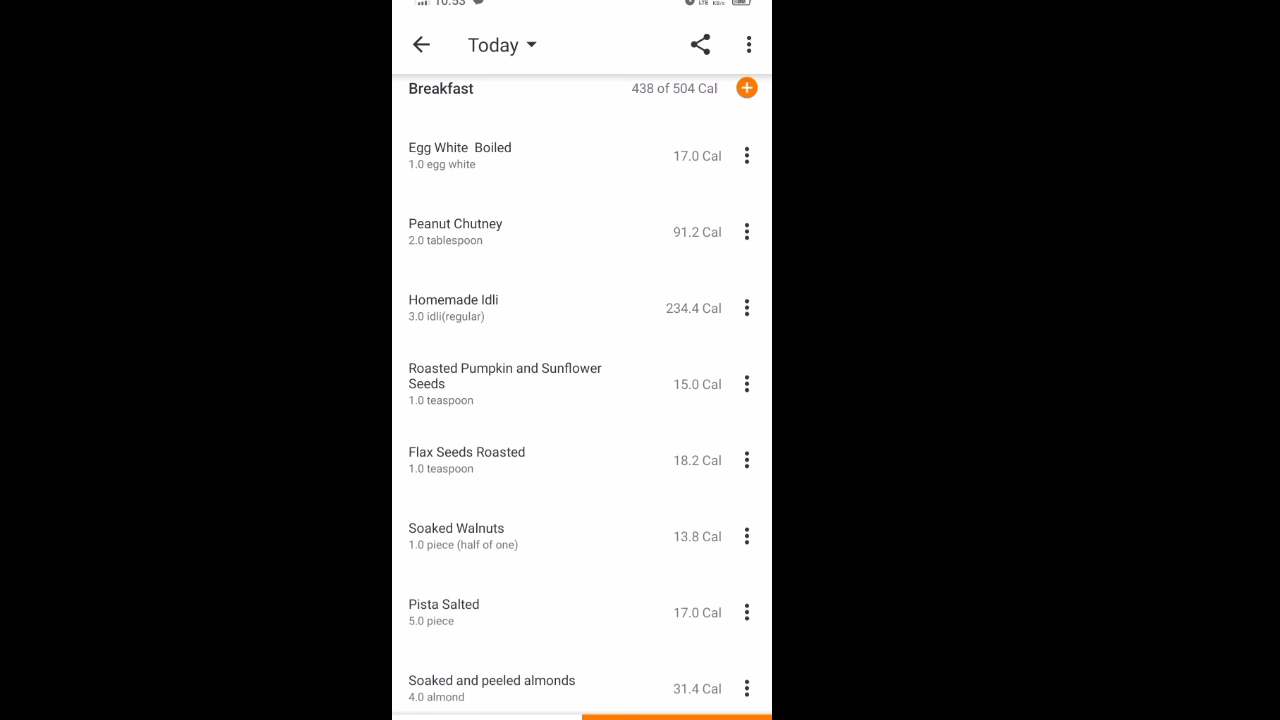 10:53
Today
Breakfast 438 of 504 Cal
Egg White Boiled
1.0 egg white
17.0 Cal
Peanut Chutney
2.0 tablespoon
91.2 Cal
Homemade Idli
3.0 idli(regular)
234.4 Cal
Roasted Pumpkin and Sunflower
Seeds
1.0 teaspoon
15.0 Cal
Flax Seeds Roasted
1.0 teaspoon
18.2 Cal
Soaked Walnuts
1.0 piece (half of one)
13.8 Cal
Pista Salted
5.0 piece
17.0 Cal
Soaked and peeled almonds
4.0 almond
31.4 Cal